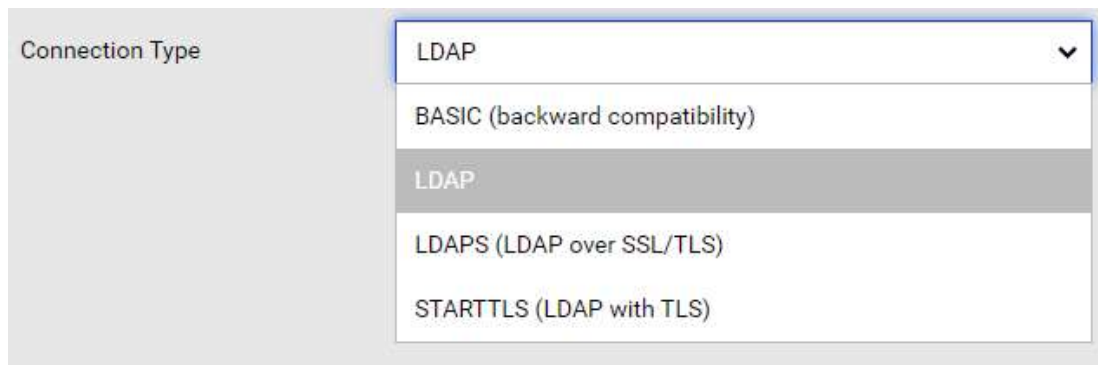 Connection Type
LDAP
BASIC (backward compatibility)
LDAP
LDAPS (LDAP over SSL/TLS)
STARTTLS (LDAP with TLS)